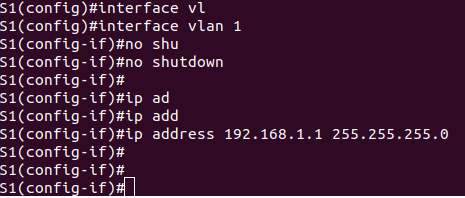 S1(config)#interface vl
S1(config)#interface vlan 1
S1(config-if)#no shu
S1(config-if)#no shutdown
S1(config-if)#
S1(config-if)#ip ad
S1(config-if)#ip add
S1(config-if)#ip address 192.168.1.1 255.255.255.0
S1(config-if)#
S1(config-if)#
S1(config-if)#